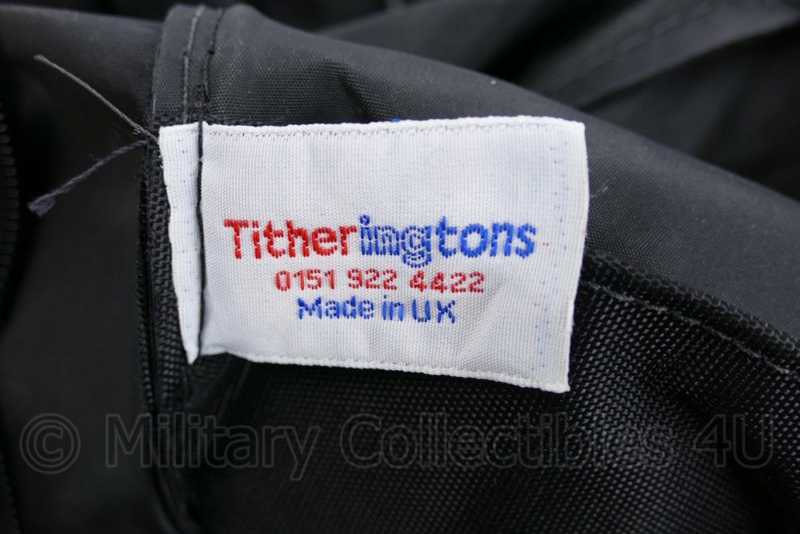 Titheringtons
0151 922 4422
Made in UK
© Military Collectibles 4U